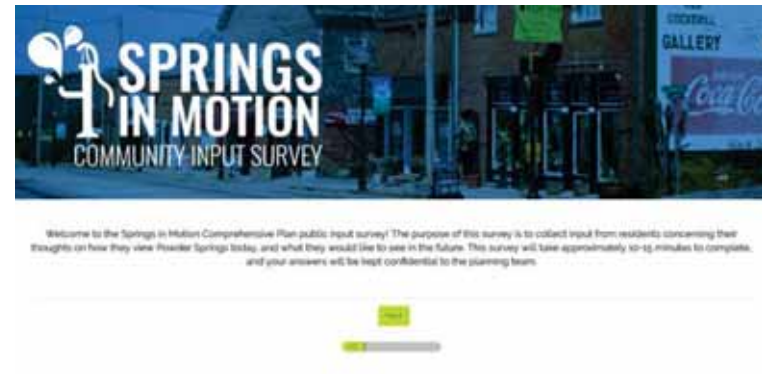 COCKRELL
GALLERY
Coca Co
SPRINGS
IN MOTION
COMMUNITY INPUT SURVEY
Welcome to the Springs in Motion Comprehensive Plan public input survey! The purpose of this survey is to collect input from residents concerning their
thoughts on how they view Powder Springs today, and what they would like to see in the future. This survey will take approximately 10-15 minutes to complete,
and your answers will be kept confidential to the planning team.
Next